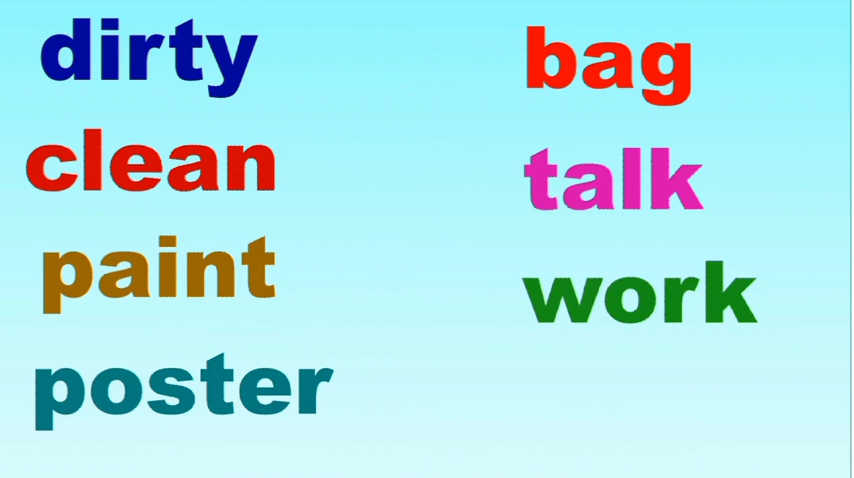 dirty
clean
paint
poster
bag
talk
work